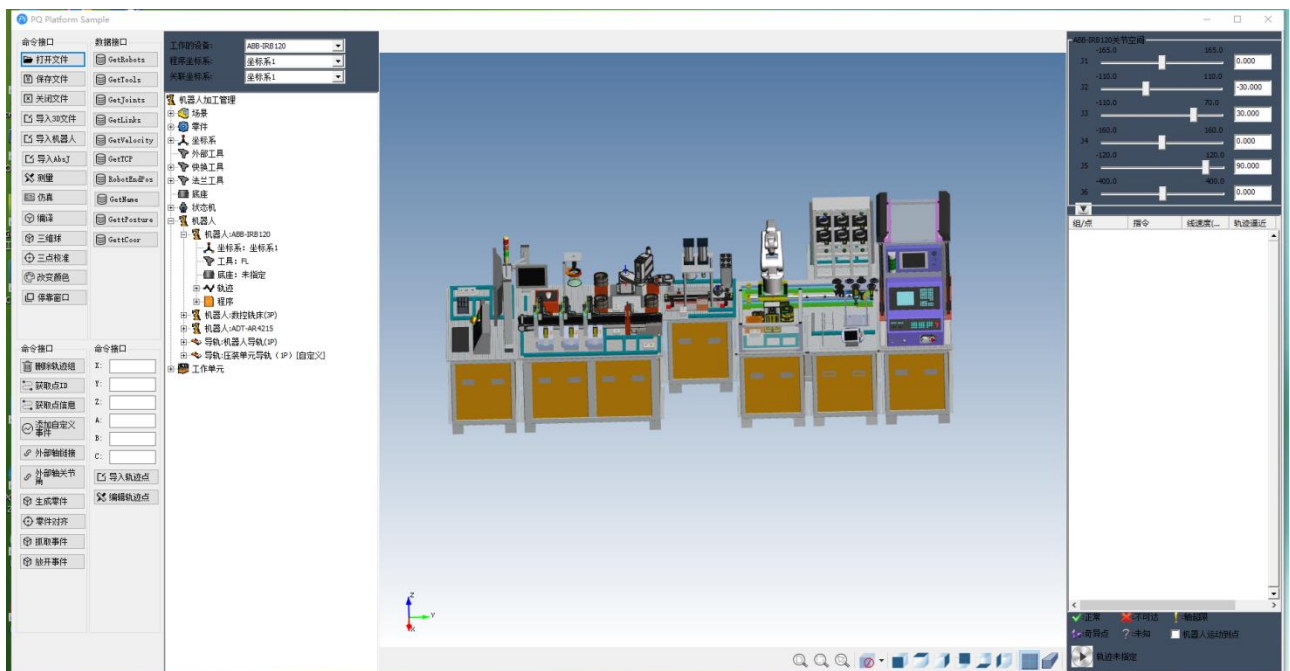 PQ Platform Sample
命令接口
打开文件
保存文件
关闭文件
导入3D文件
导入机器人
导入AbsJ
测量
仿真
编译
三维球
三点校准
改变颜色
停靠窗口
数据接口
GetRobots
GetTools
GetJoints
GetLinks
GetVelocity
GetTCP
RobotEndPos
GetName
GettPosture
GettCoor
命令接口
删除轨迹组
获取点ID
获取点信息
添加自定义
事件
外部轴链接
外部轴关节
角
生成零件
零件对齐
抓取事件
放开事件
命令接口
X:
Y:
Z:
A:
B:
C:
导入轨迹点
编辑轨迹点
工作的设备: ABB-IRB120
程序坐标系: 坐标系1
关联坐标系: 坐标系1
机器人加工管理
场景
零件
坐标系
外部工具
快换工具
法兰工具
底座
状态机
机器人
机器人:ABB-IRB120
坐标系: 坐标系1
工具: FL
底座: 未指定
轨迹
程序
机器人:数控铣床(3P)
机器人:ADT-AR4215
导轨:机器人导轨(1P)
导轨:压装单元导轨 (1P) [自定义]
工作单元
Z
Y
X
ABB-IRB120关节空间
-165.0 165.0
J1 0.000
-110.0 110.0
J2 -30.000
-110.0 70.0
J3 30.000
-160.0 160.0
J4 0.000
-120.0 120.0
J5 90.000
-400.0 400.0
J6 0.000
组/点 指令 线速度(... 轨迹逼近
正常 不可达 轴超限
奇异点 未知 机器人运动到点
轨迹未指定